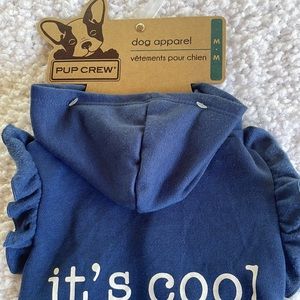 PUP CREW
dog apparel
vêtements pour chien
M • M
it's cool